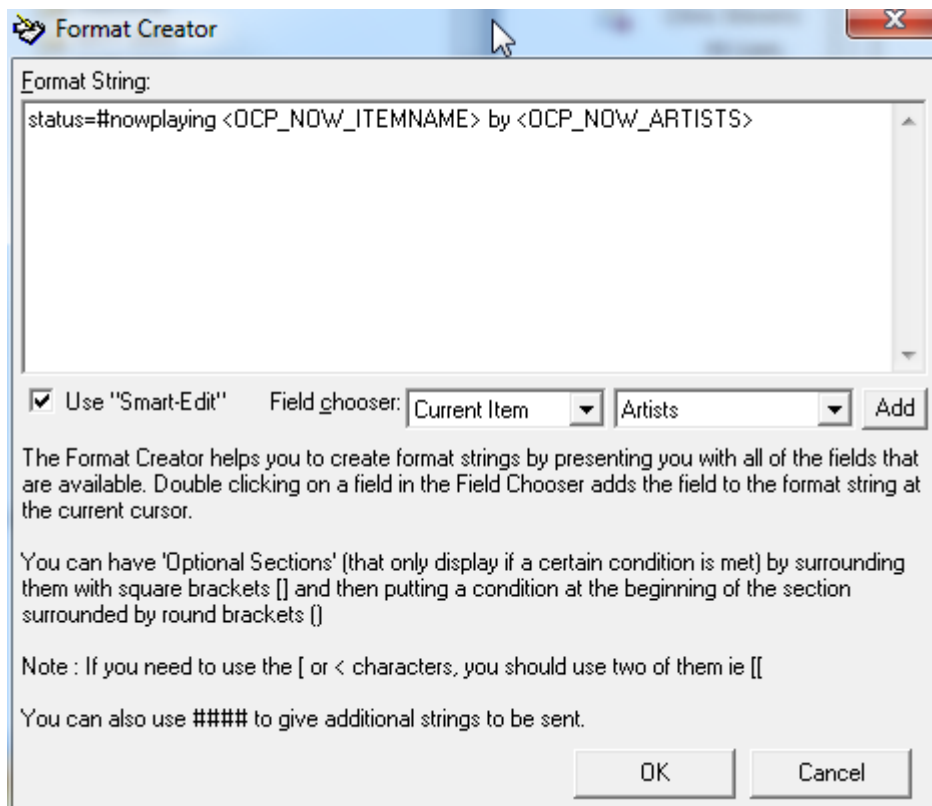 Format Creator
Format String:
status=#nowplaying <OCP_NOW_ITEMNAME> by <OCP_NOW_ARTISTS>
Use "Smart-Edit" Field chooser: Current Item Artists Add
The Format Creator helps you to create format strings by presenting you with all of the fields that
are available. Double clicking on a field in the Field Chooser adds the field to the format string at
the current cursor.
You can have 'Optional Sections' (that only display if a certain condition is met) by surrounding
them with square brackets [] and then putting a condition at the beginning of the section
surrounded by round brackets ()
Note : If you need to use the [ or < characters, you should use two of them ie [[
You can also use #### to give additional strings to be sent.
OK Cancel